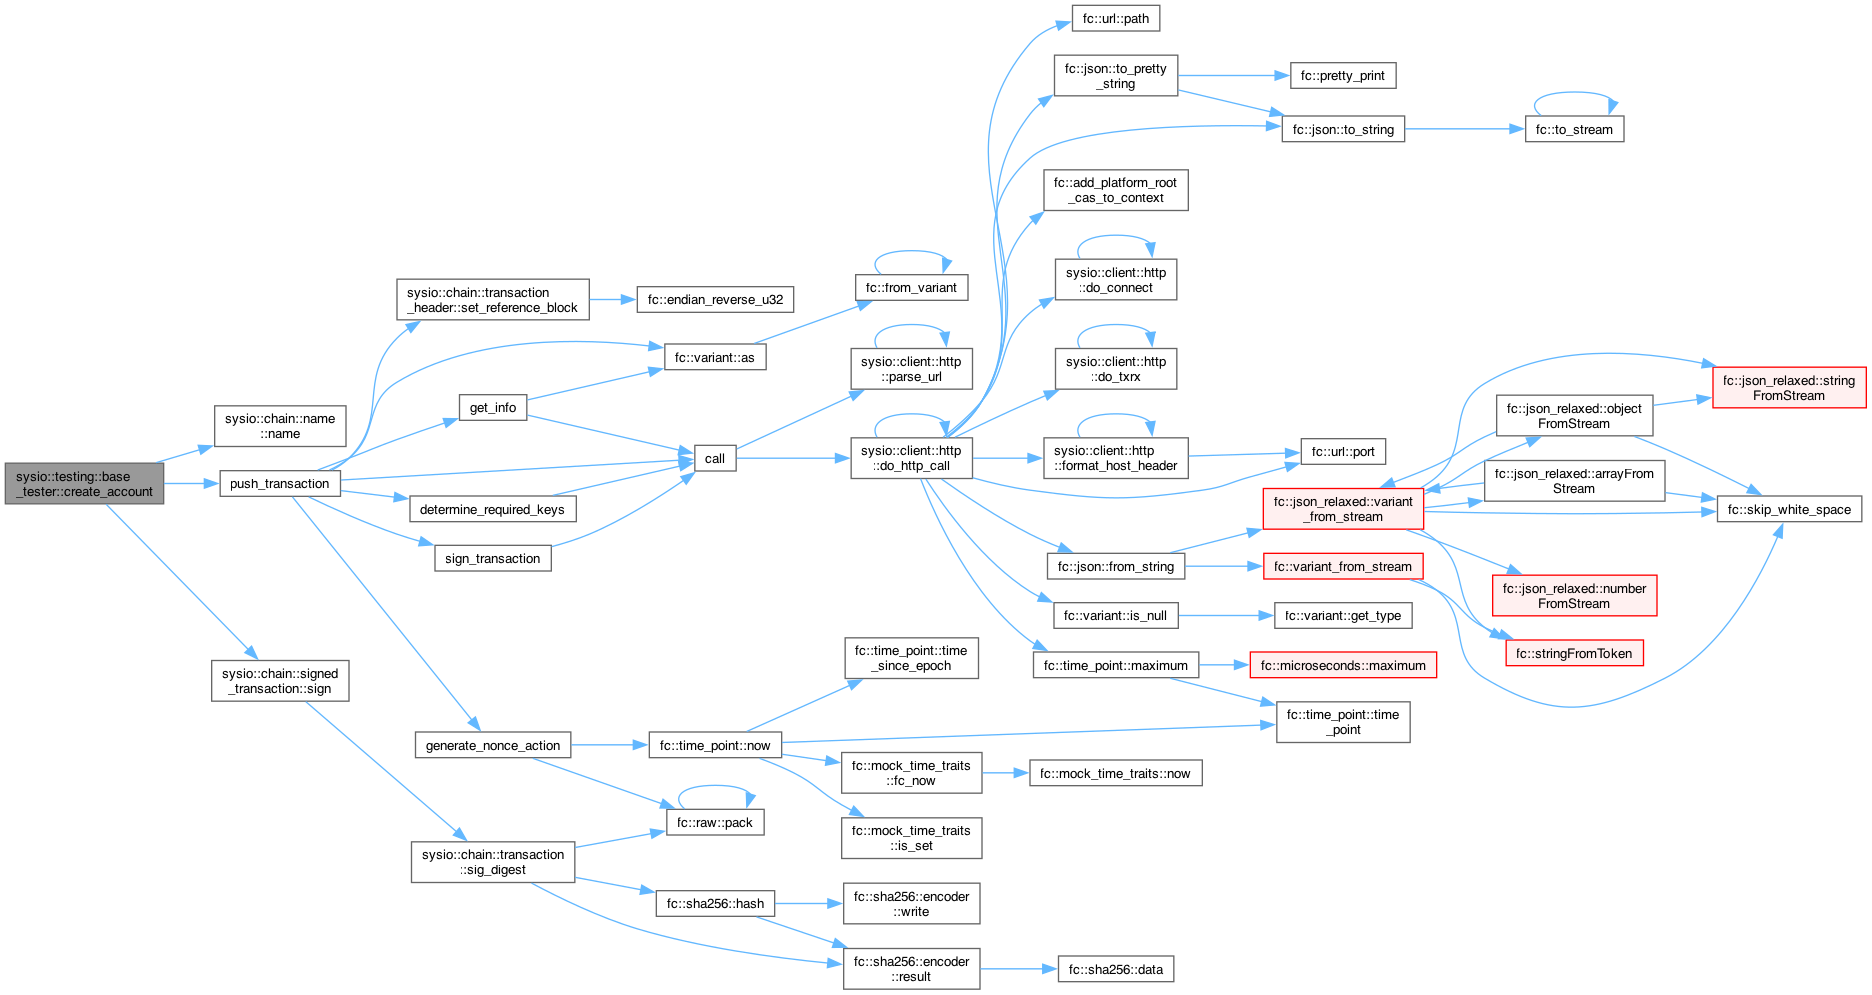 sysio::testing::base
_tester::create_account
sysio::chain::name
::name
push_transaction
sysio::chain::signed
_transaction::sign
sysio::chain::transaction
_header::set_reference_block
get_info
determine_required_keys
sign_transaction
generate_nonce_action
sysio::chain::transaction
::sig_digest
fc::endian_reverse_u32
fc::variant::as
call
fc::time_point::now
fc::raw::pack
fc::sha256::hash
fc::from_variant
sysio::client::http
::parse_url
sysio::client::http
::do_http_call
fc::time_point::time
_since_epoch
fc::mock_time_traits
::fc_now
fc::mock_time_traits
::is_set
fc::sha256::encoder
::write
fc::sha256::encoder
::result
fc::url::path
fc::json::to_pretty
_string
fc::add_platform_root
_cas_to_context
sysio::client::http
::do_connect
sysio::client::http
::do_txrx
sysio::client::http
::format_host_header
fc::json::from_string
fc::variant::is_null
fc::time_point::maximum
fc::mock_time_traits::now
fc::sha256::data
fc::pretty_print
fc::json::to_string
fc::url::port
fc::json_relaxed::variant
_from_stream
fc::variant_from_stream
fc::variant::get_type
fc::microseconds::maximum
fc::time_point::time
_point
fc::to_stream
fc::json_relaxed::object
FromStream
fc::json_relaxed::arrayFrom
Stream
fc::json_relaxed::number
FromStream
fc::stringFromToken
fc::json_relaxed::string
FromStream
fc::skip_white_space